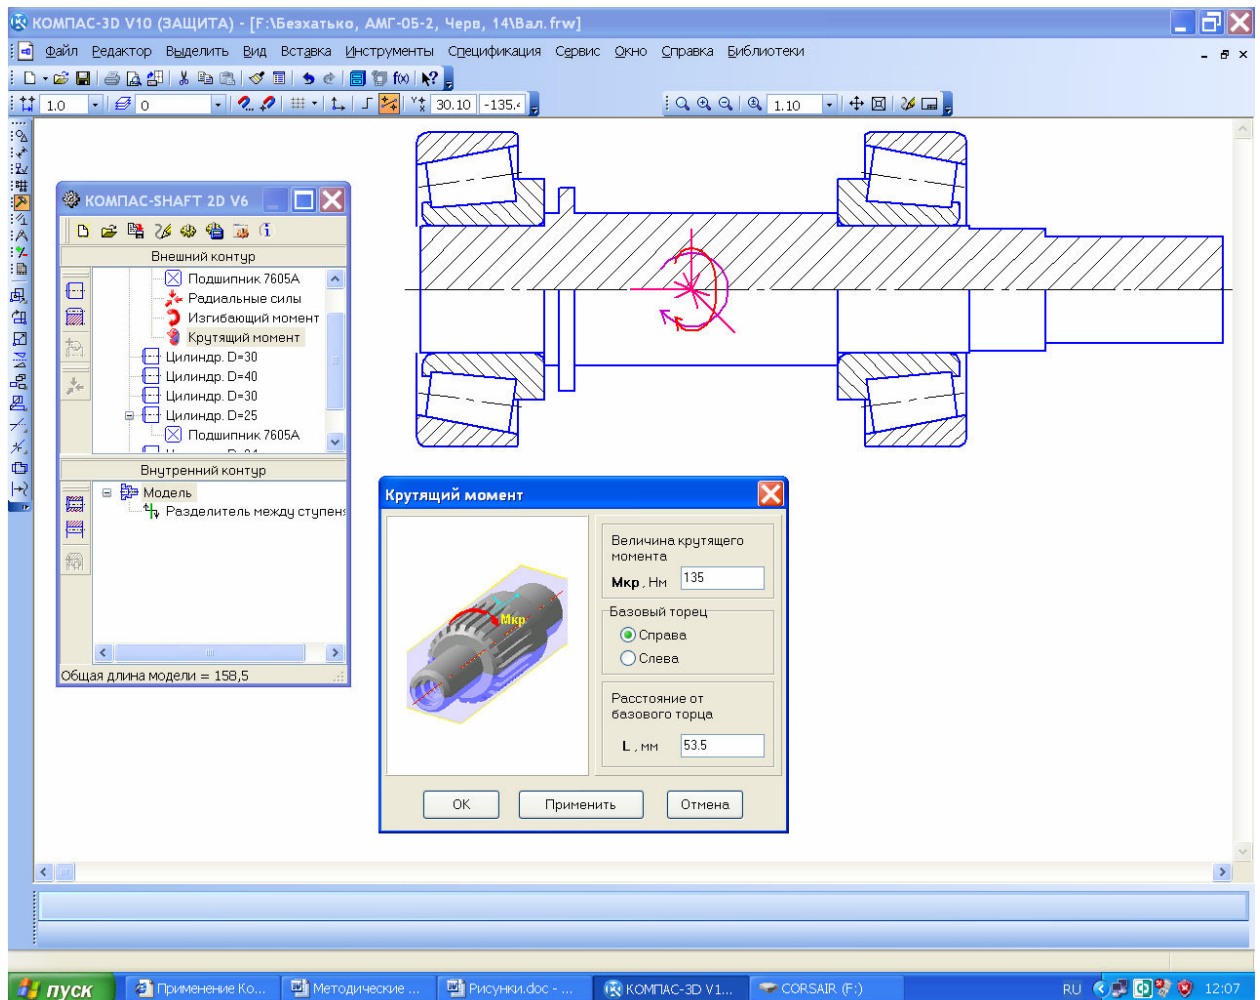 КОМПАС-3D V10 (ЗАЩИТА) - [F:\Безхатько, АМГ-05-2, Черв, 14\Вал.frw]
Файл Редактор Выделить Вид Вставка Инструменты Спецификация Сервис Окно Справка Библиотеки
f(x)
1.0 0 30.10 -135.4 1.10
КОМПАС-SHAFT 2D V6
Внешний контур
Подшипник 7605А
Радиальные силы
Изгибающий момент
Крутящий момент
Цилиндр. D=30
Цилиндр. D=40
Цилиндр. D=30
Цилиндр. D=25
Подшипник 7605А
Внутренний контур
Модель
Разделитель между ступеня
Общая длина модели = 158,5
Крутящий момент
Мкр
Величина крутящего
момента
Мкр , Нм 135
Базовый торец
Справа
Слева
Расстояние от
базового торца
L , мм 53.5
OK Применить Отмена
пуск Применение Ко... Методические ... Рисунки.doc - ... КОМПАС-3D V1... CORSAIR (F:) RU 12:07